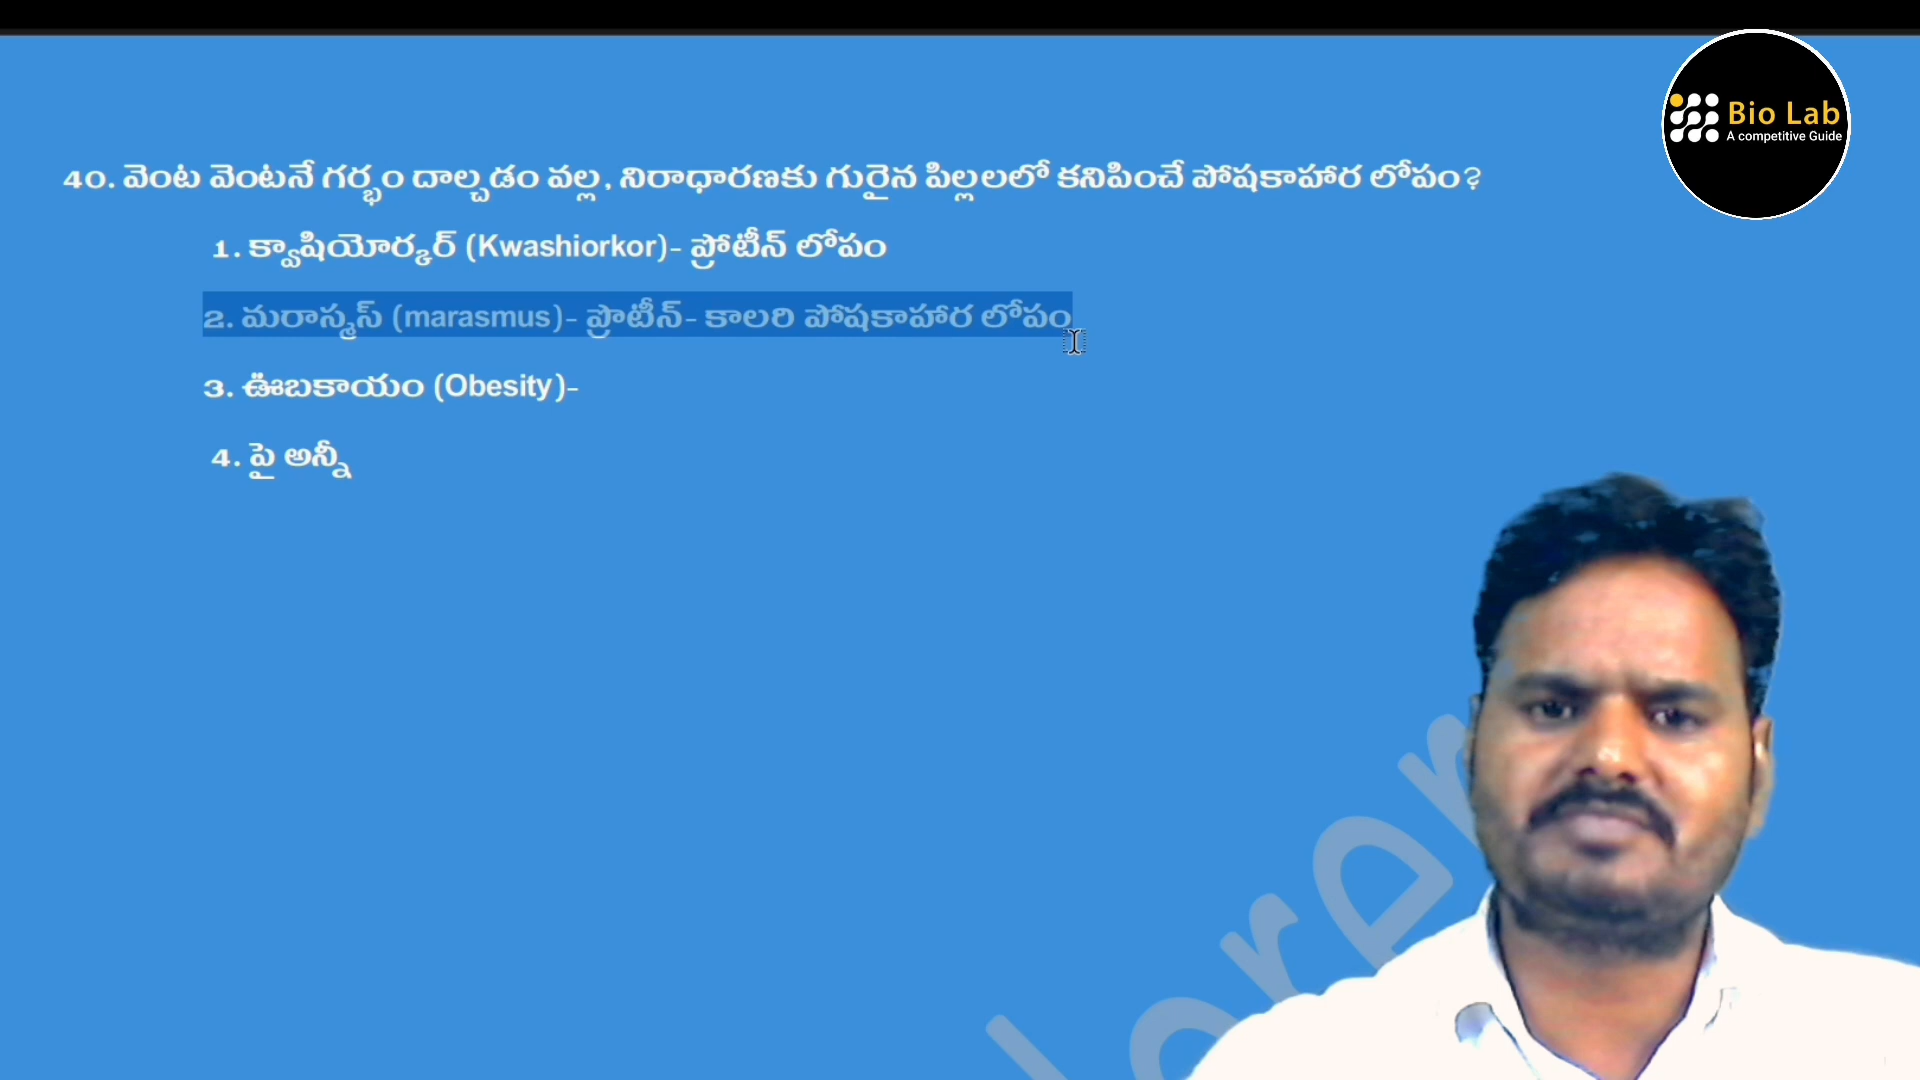 Bio Lab
A competitive Guide
40. వెంట వెంటనే గర్భం దాల్చడం వల్ల, నిరాధారణకు గురైన పిల్లలలో కనిపించే పోషకాహార లోపం?
1. క్వాషియోర్కర్ (Kwashiorkor)- ప్రోటీన్ లోపం
2. మరాస్మస్ (marasmus)- ప్రొటీన్- కాలరి పోషకాహార లోపం
3. ఊబకాయం (Obesity)-
4. పై అన్నీ